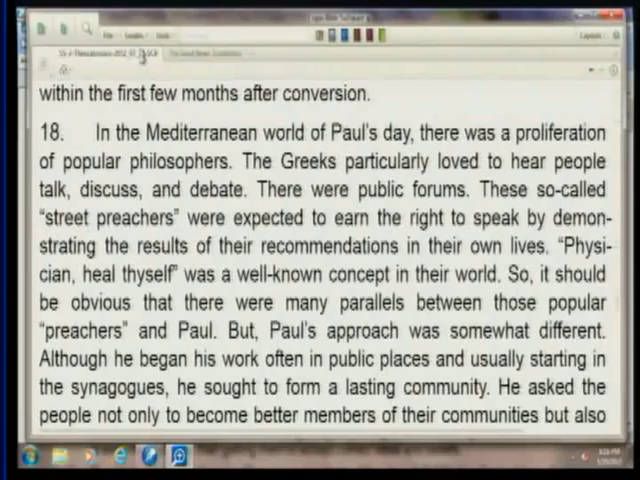 within the first few months after conversion.
18. In the Mediterranean world of Paul's day, there was a proliferation
of popular philosophers. The Greeks particularly loved to hear people
talk, discuss, and debate. There were public forums. These so-called
“street preachers” were expected to earn the right to speak by demon-
strating the results of their recommendations in their own lives. “Physi-
cian, heal thyself” was a well-known concept in their world. So, it should
be obvious that there were many parallels between those popular
“preachers” and Paul. But, Paul's approach was somewhat different.
Although he began his work often in public places and usually starting in
the synagogues, he sought to form a lasting community. He asked the
people not only to become better members of their communities but also